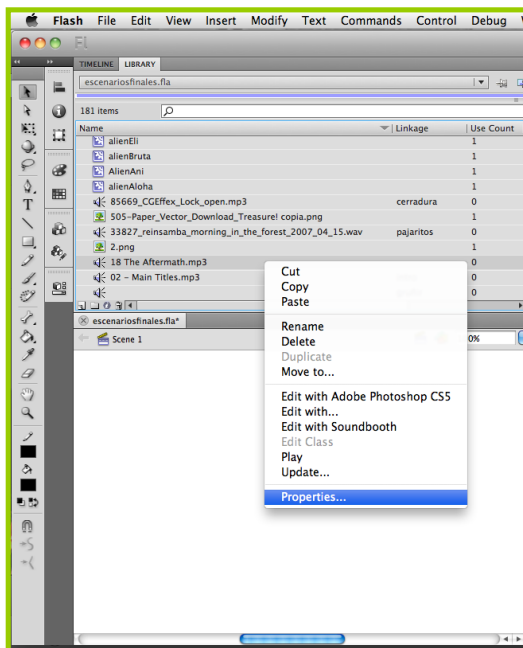 Flash File Edit View Insert Modify Text Commands Control Debug
Fl
TIMELINE LIBRARY
escenariosfinales.fla
181 items
Name Linkage Use Count
alienEli 1
alienBruta 1
AlienAni 1
alienAloha 1
85669_CGEffex_Lock_open.mp3 cerradura 0
505-Paper_Vector_Download_Treasure! copia.png 1
33827_reinsamba_morning_in_the_forest_2007_04_15.wav pajaritos 0
2.png 1
18 The Aftermath.mp3 0
02 - Main Titles.mp3 0
0
escenariosfinales.fla*
Scene 1 0%
Cut
Copy
Paste
Rename
Delete
Duplicate
Move to...
Edit with Adobe Photoshop CS5
Edit with...
Edit with Soundbooth
Edit Class
Play
Update...
Properties...